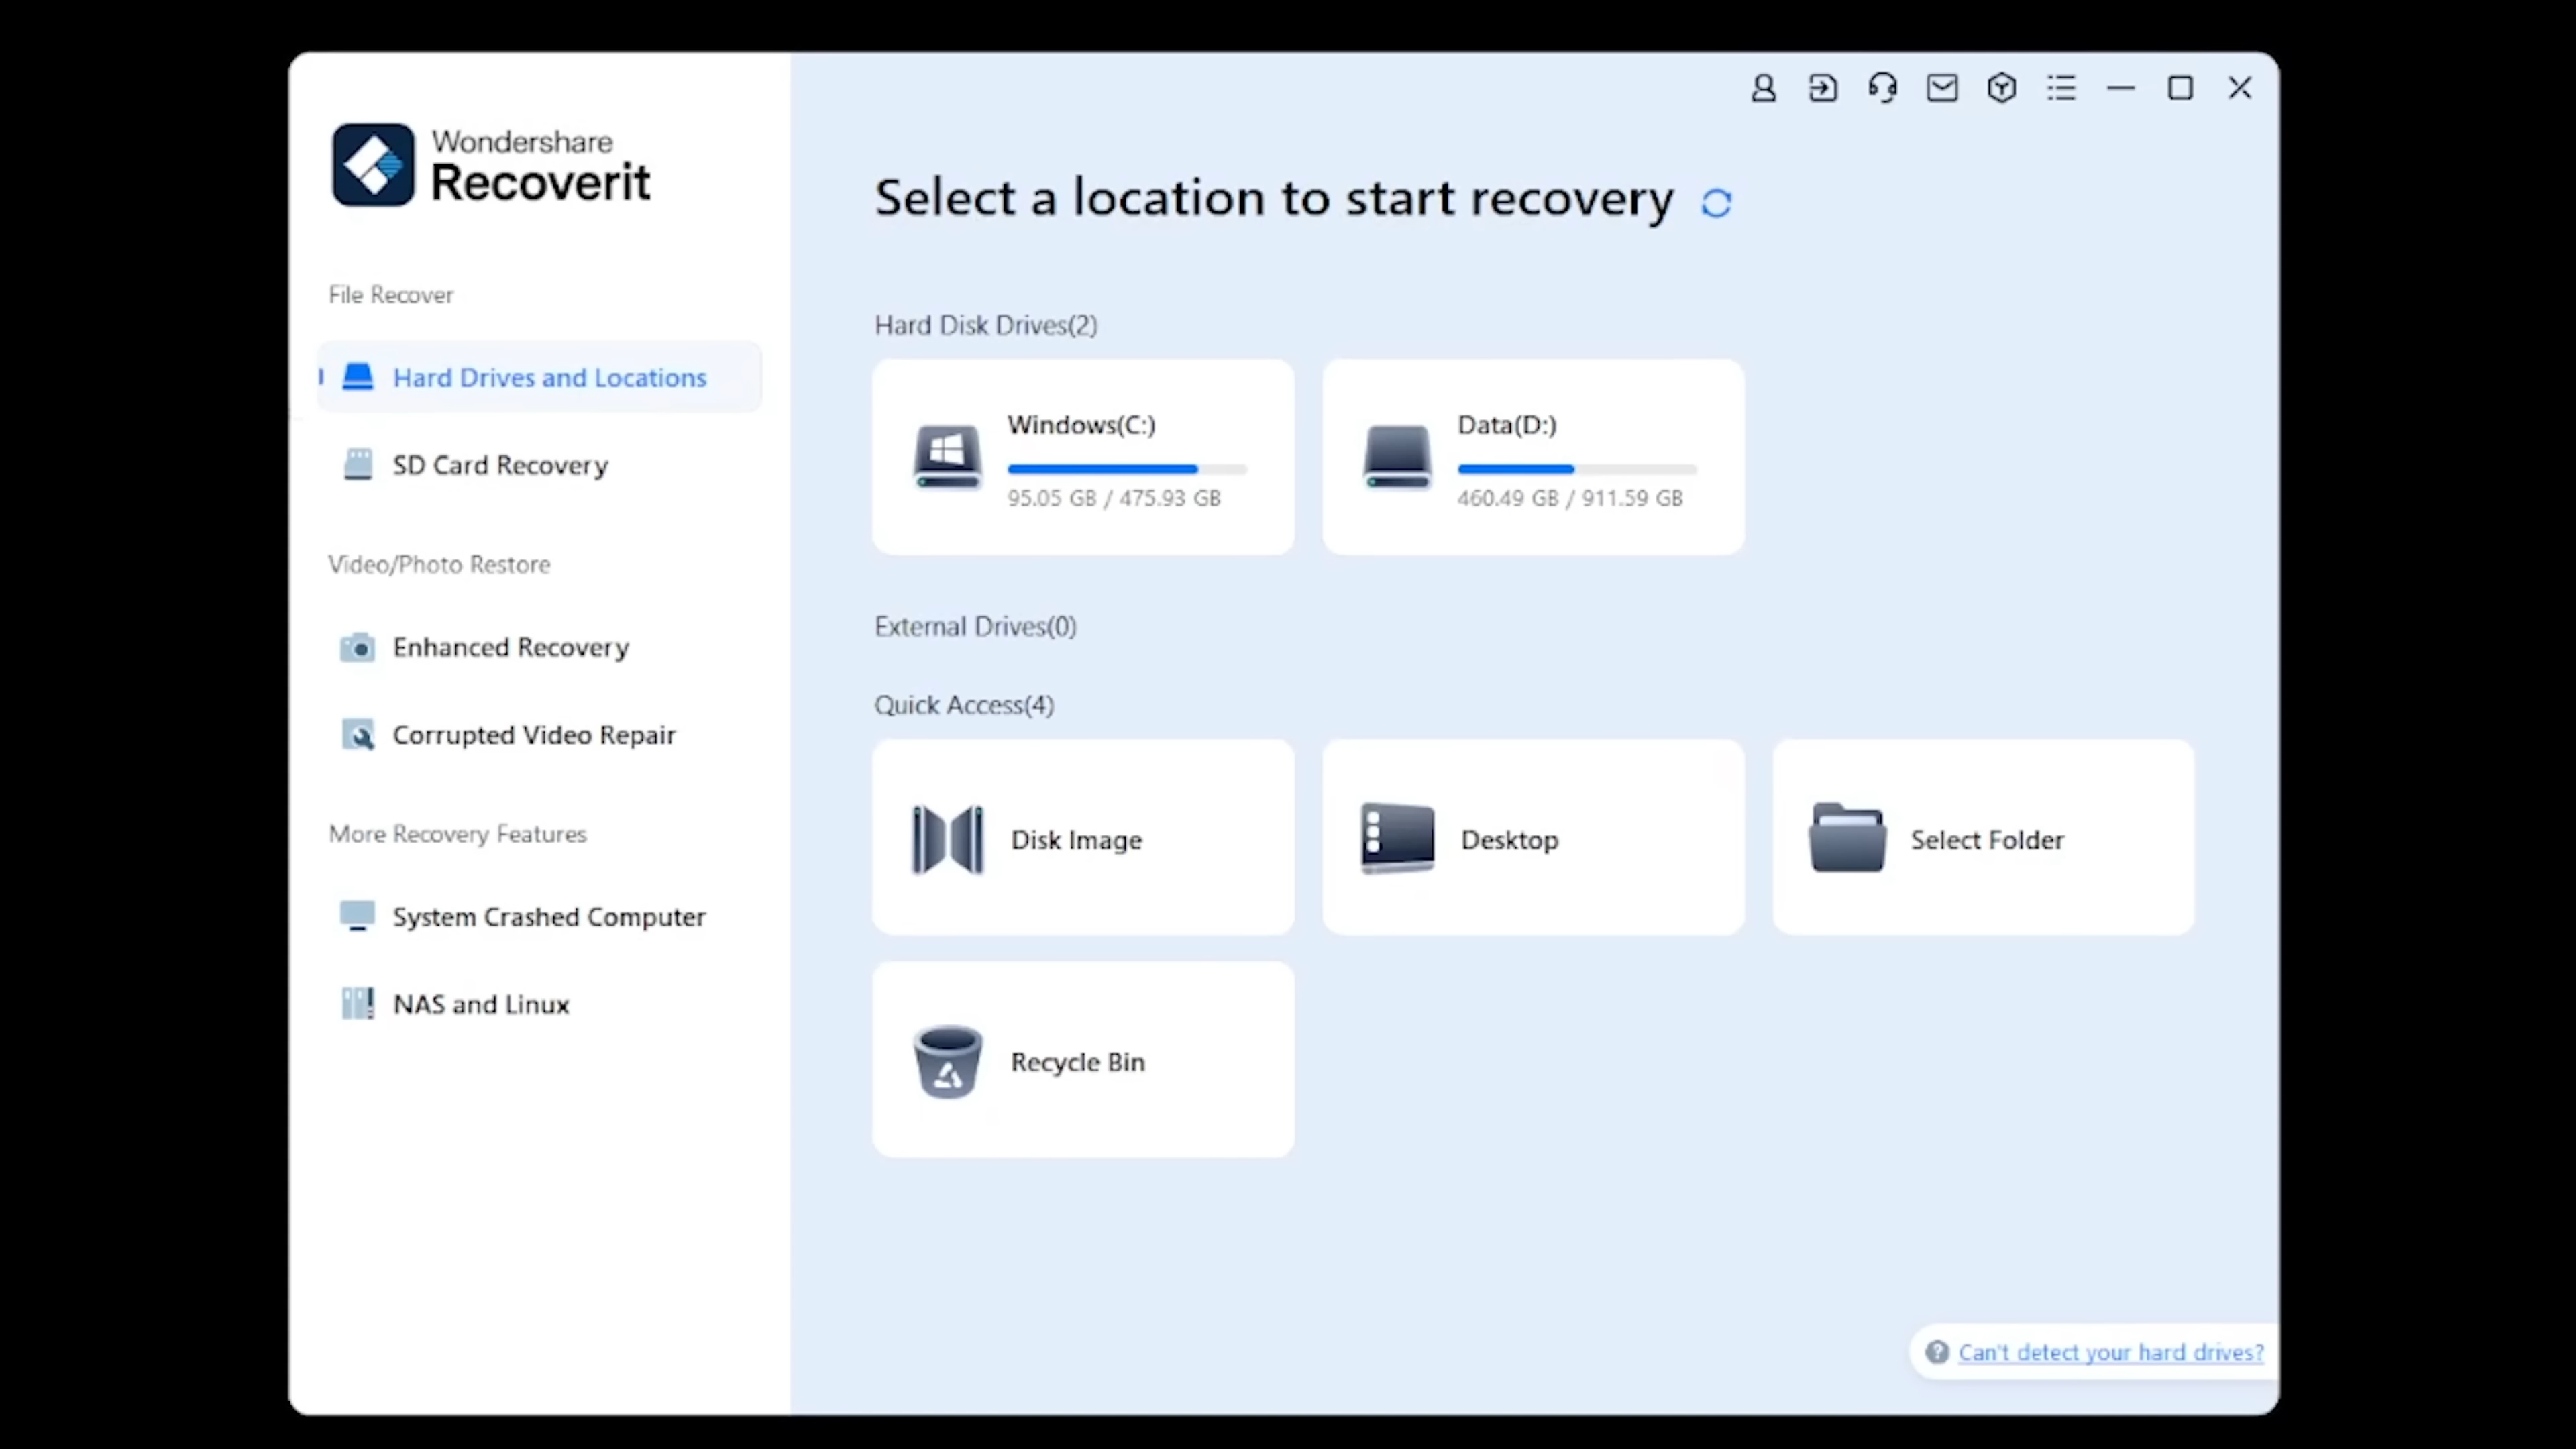 Wondershare
Recoverit
File Recover
Hard Drives and Locations
SD Card Recovery
Video/Photo Restore
Enhanced Recovery
Corrupted Video Repair
More Recovery Features
System Crashed Computer
NAS and Linux
Select a location to start recovery
Hard Disk Drives(2)
Windows(C:)
95.05 GB / 475.93 GB
Data(D:)
460.49 GB / 911.59 GB
External Drives(0)
Quick Access(4)
Disk Image
Desktop
Select Folder
Recycle Bin
Can't detect your hard drives?